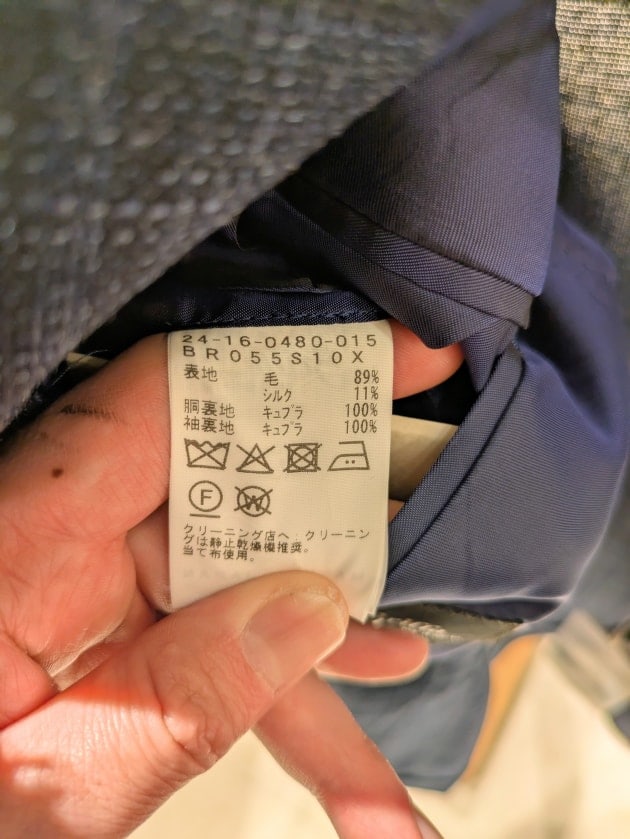 24-16-0480-015
BR055S10X
表地 毛 89%
シルク 11%
胴裏地 キュプラ 100%
袖裏地 キュプラ 100%
F W
クリーニング店へ・クリーニン
グは静止乾燥機推奨。
当て布使用。